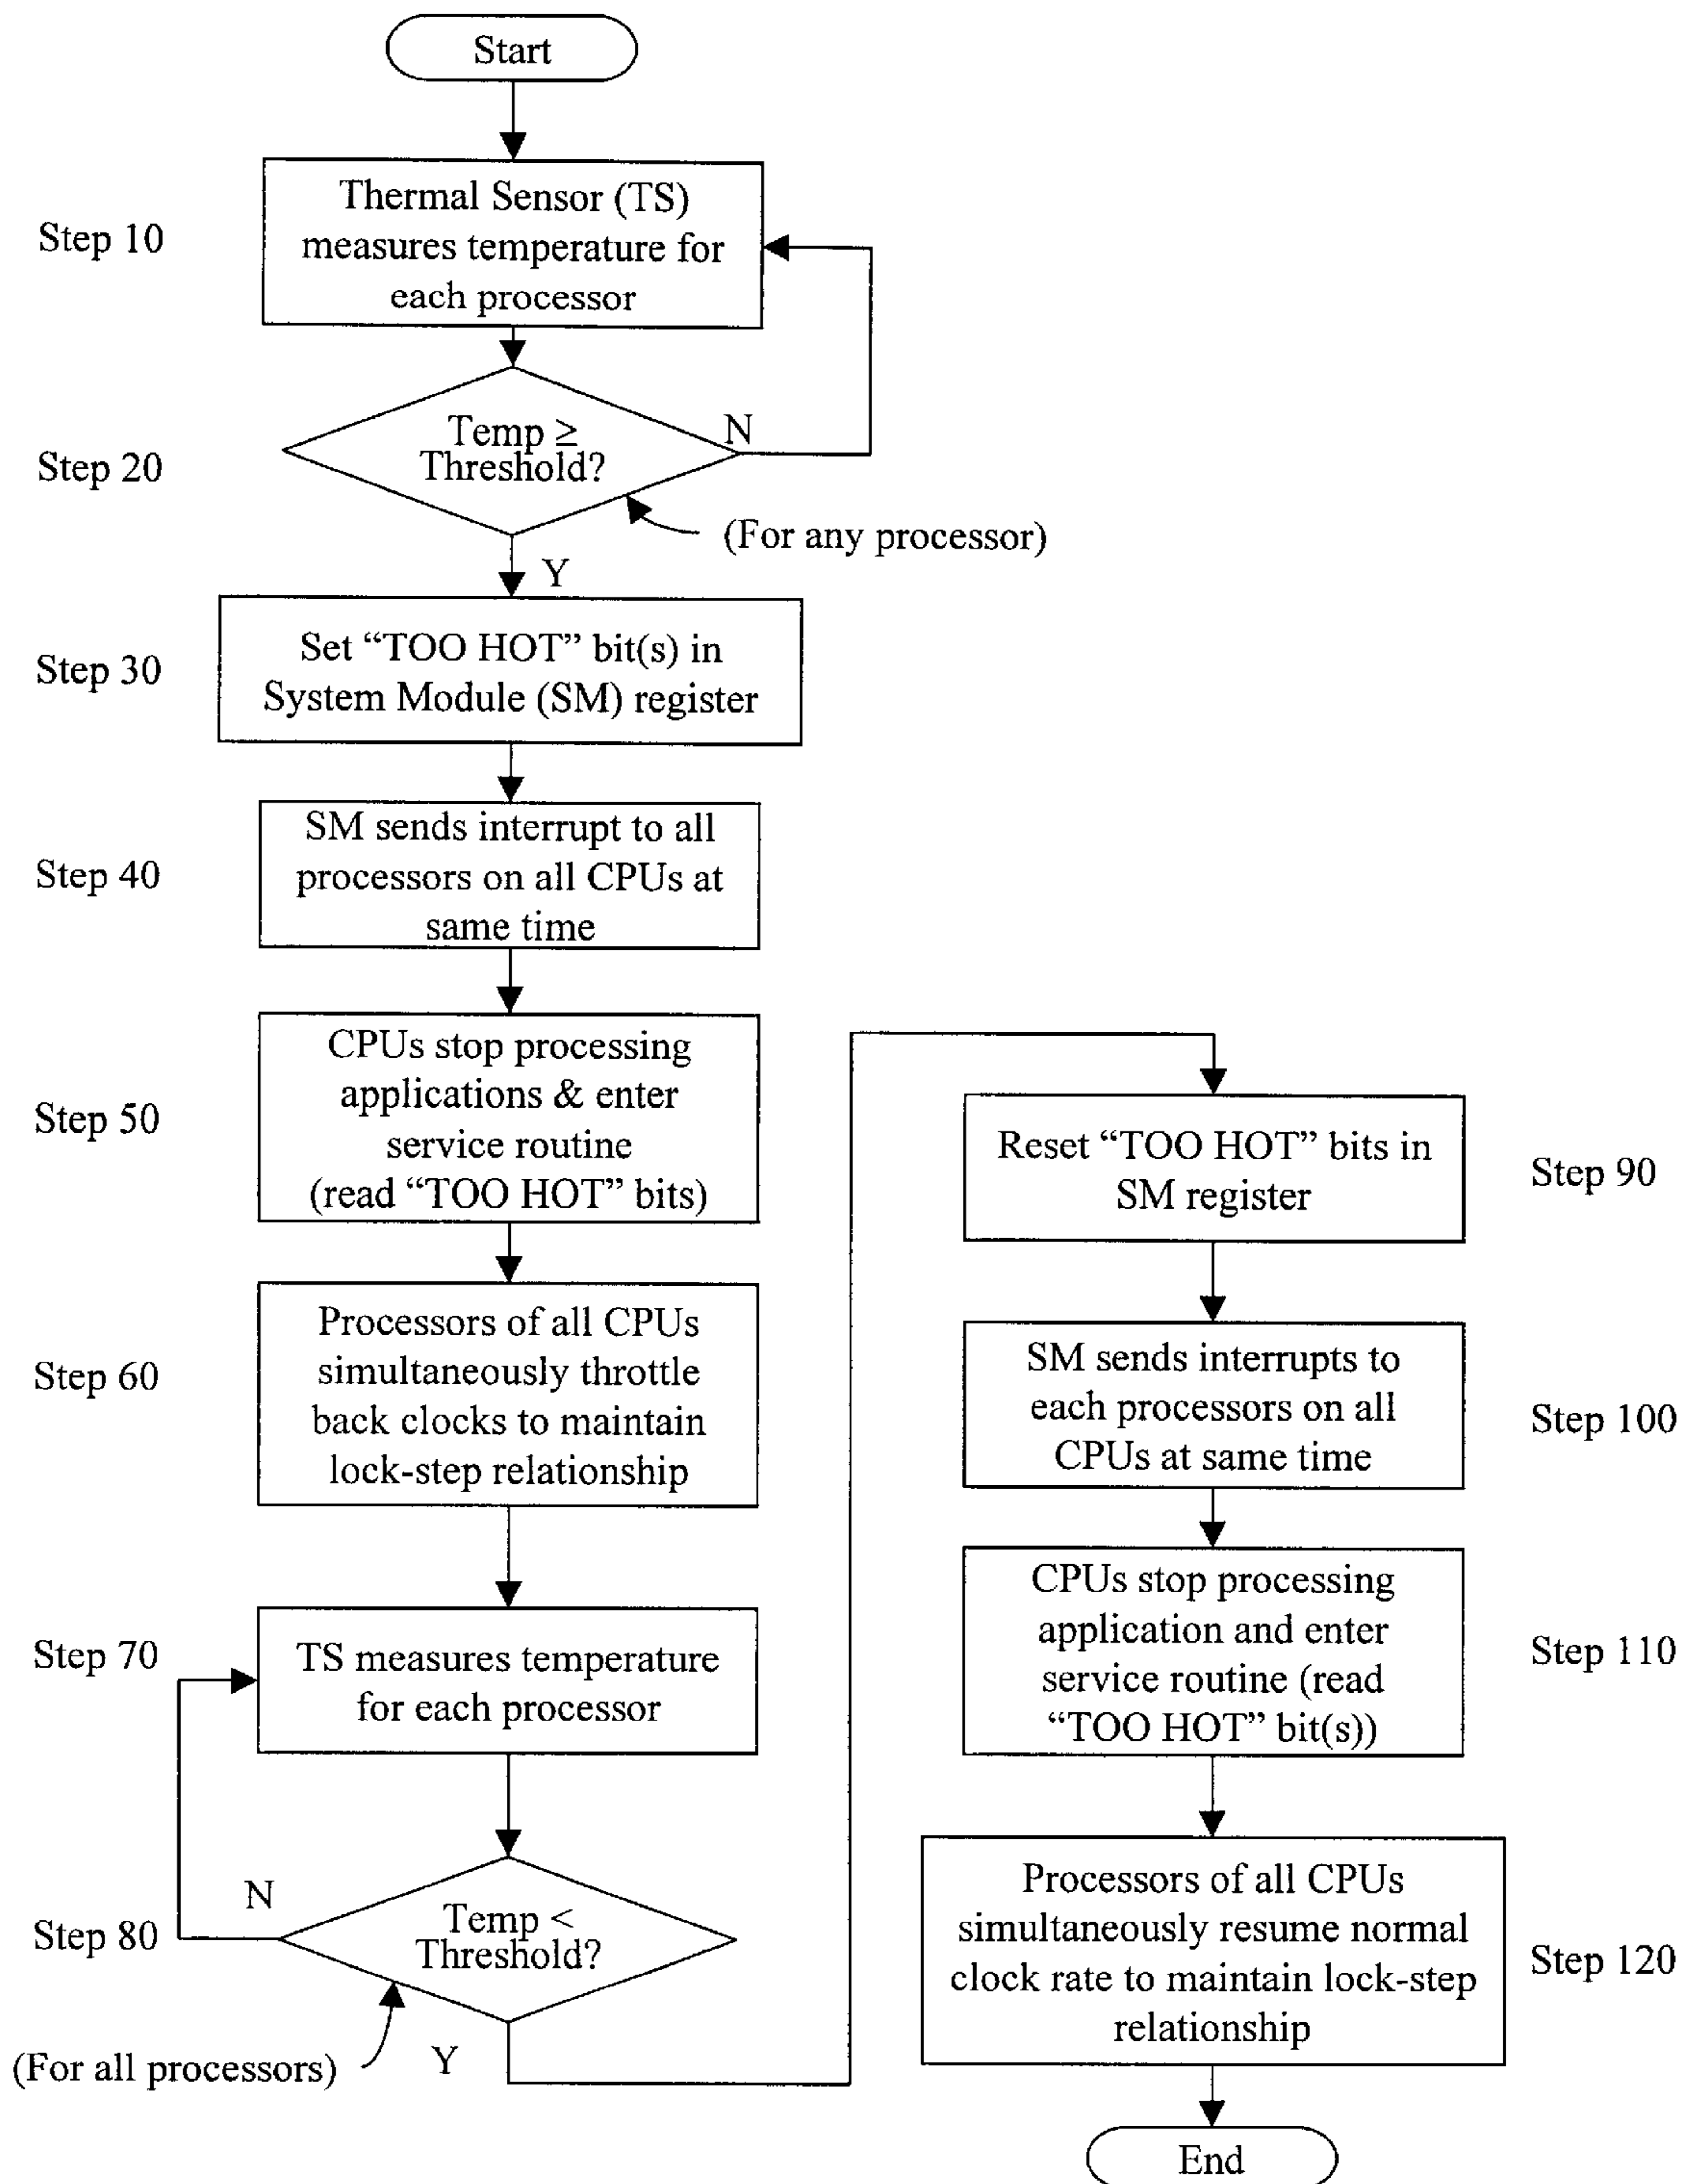 Start
Step 10
Thermal Sensor (TS)
measures temperature for
each processor
Step 20
Temp ≥
Threshold?
N
(For any processor)
Y
Step 30
Set “TOO HOT” bit(s) in
System Module (SM) register
Step 40
SM sends interrupt to all
processors on all CPUs at
same time
Step 50
CPUs stop processing
applications & enter
service routine
(read “TOO HOT” bits)
Step 60
Processors of all CPUs
simultaneously throttle
back clocks to maintain
lock-step relationship
Step 70
TS measures temperature
for each processor
N
Step 80
Temp <
Threshold?
(For all processors)
Y
Reset “TOO HOT” bits in
SM register
Step 90
SM sends interrupts to
each processors on all
CPUs at same time
Step 100
CPUs stop processing
application and enter
service routine (read
“TOO HOT” bit(s))
Step 110
Processors of all CPUs
simultaneously resume normal
clock rate to maintain lock-step
relationship
Step 120
End